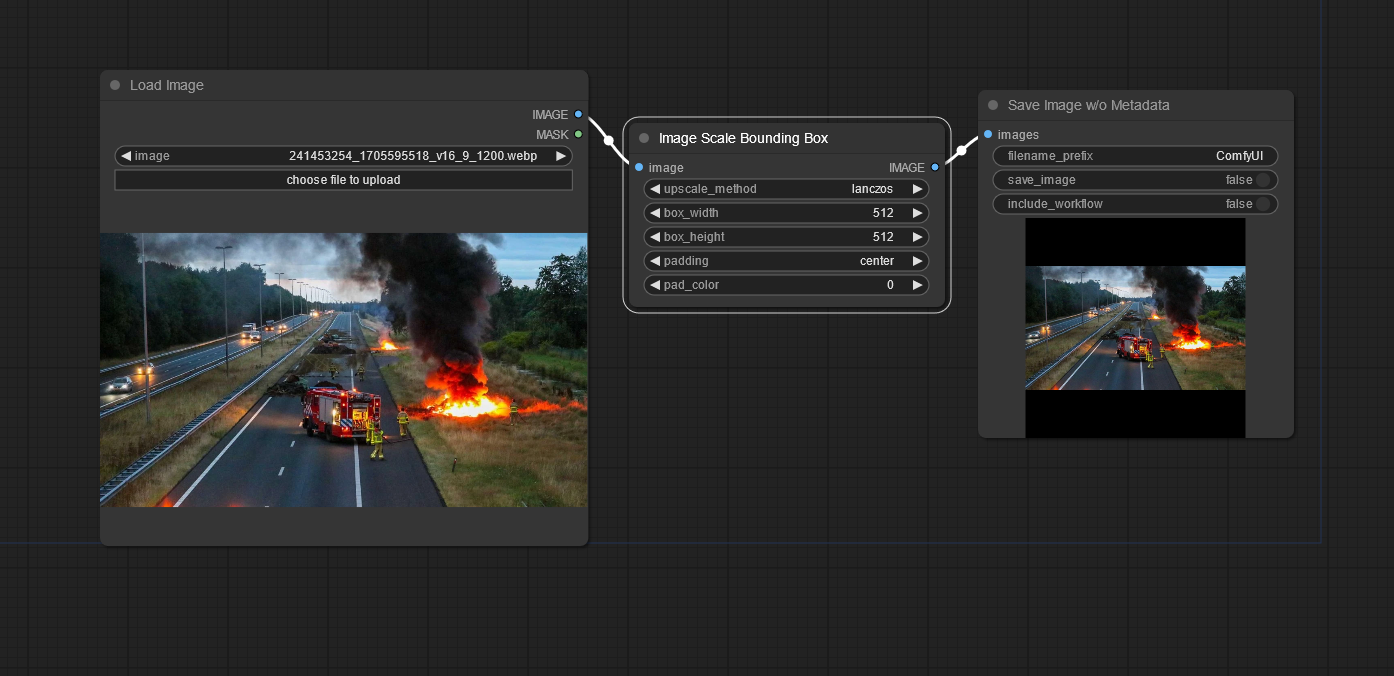 Load Image
IMAGE
MASK
image 241453254_1705595518_v16_9_1200.webp
choose file to upload
Image Scale Bounding Box
image IMAGE
upscale_method lanczos
box_width 512
box_height 512
padding center
pad_color 0
Save Image w/o Metadata
images
filename_prefix ComfyUI
save_image false
include_workflow false